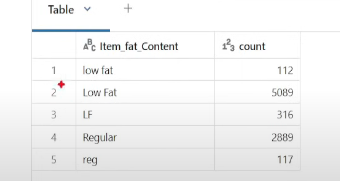 Table
Item_fat_Content count
1 low fat 112
2 Low Fat 5089
3 LF 316
4 Regular 2889
5 reg 117